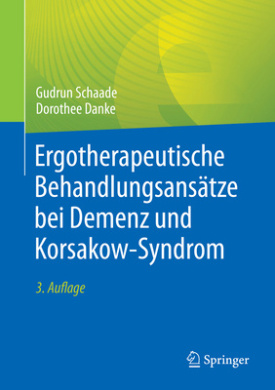 Gudrun Schaade
Dorothee Danke
Ergotherapeutische
Behandlungsansätze
bei Demenz und
Korsakow-Syndrom
3. Auflage
Springer